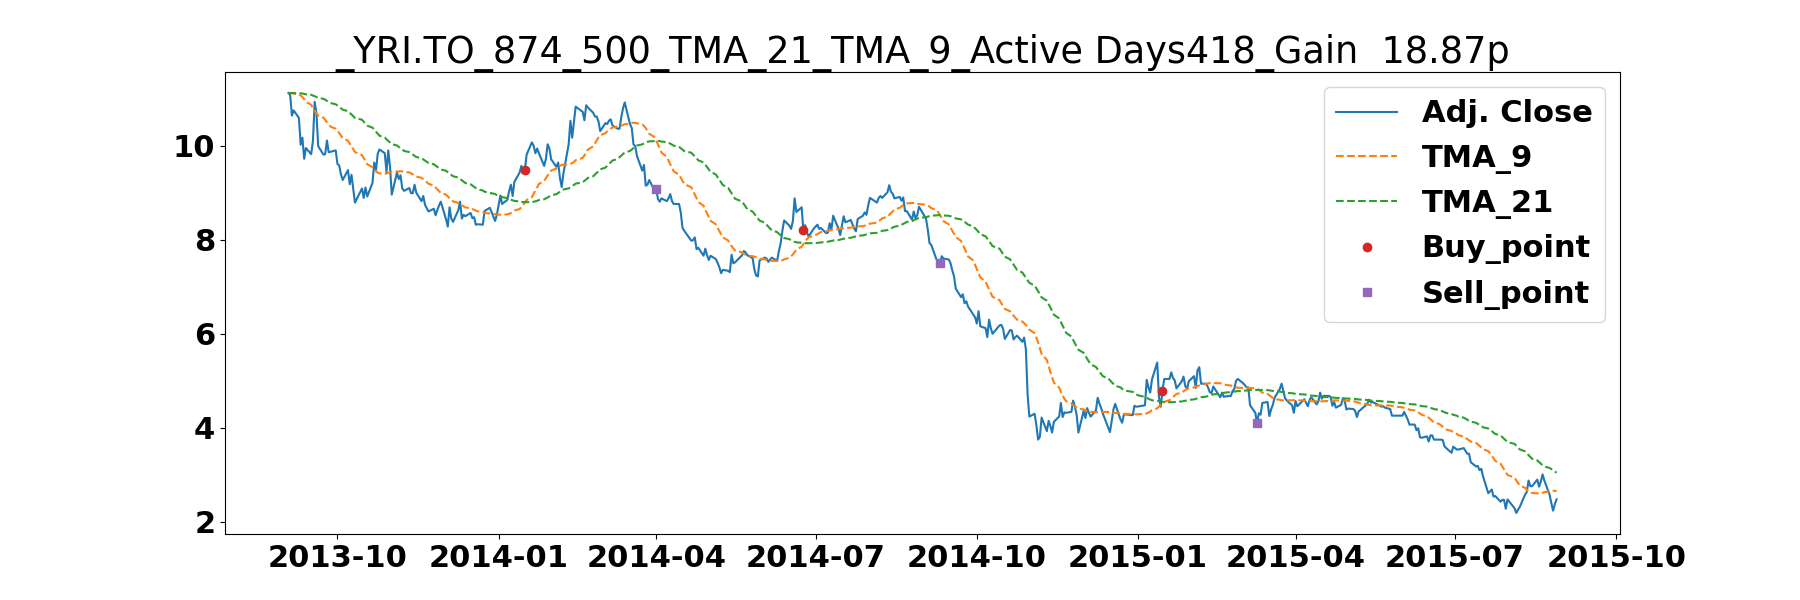 _YRI.TO_874_500_TMA_21_TMA_9_Active Days418_Gain  18.87p
Adj. Close
TMA_9
TMA_21
Buy_point
Sell_point
10
8
6
4
2
2013-10 2014-01 2014-04 2014-07 2014-10 2015-01 2015-04 2015-07 2015-10